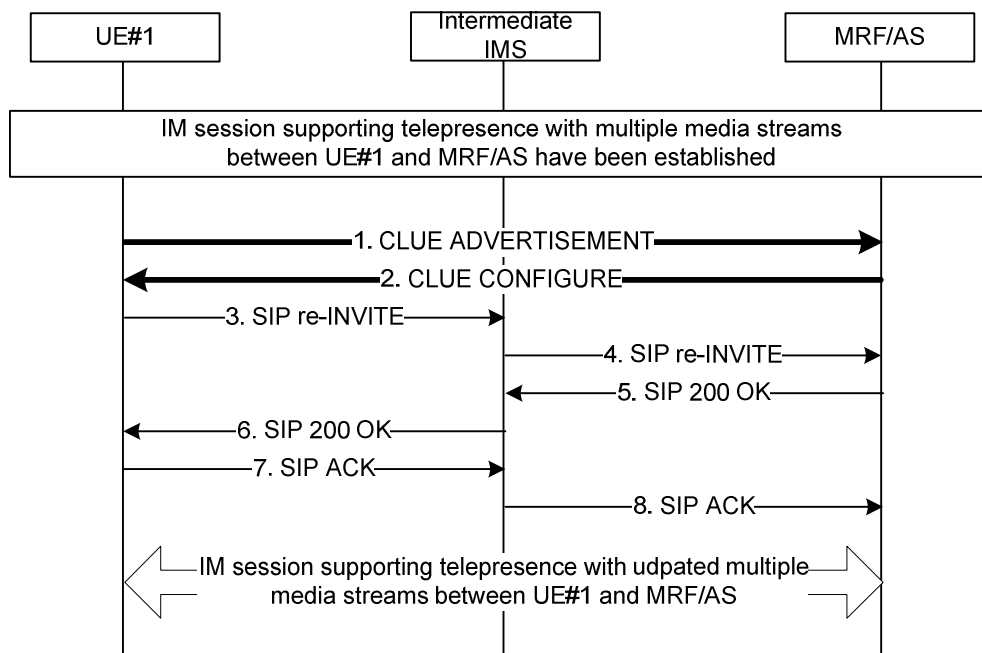 UE#1
Intermediate
IMS
MRF/AS
IM session supporting telepresence with multiple media streams
between UE#1 and MRF/AS have been established
1. CLUE ADVERTISEMENT
2. CLUE CONFIGURE
3. SIP re-INVITE
4. SIP re-INVITE
5. SIP 200 OK
6. SIP 200 OK
7. SIP ACK
8. SIP ACK
IM session supporting telepresence with udpated multiple
media streams between UE#1 and MRF/AS